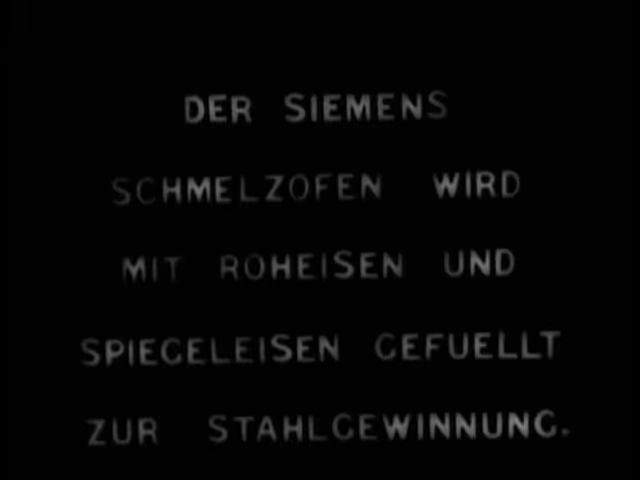 DER SIEMENS
SCHMELZOFEN WIRD
MIT ROHEISEN UND
SPIEGELEISEN GEFUELLT
ZUR STAHLGEWINNUNG.